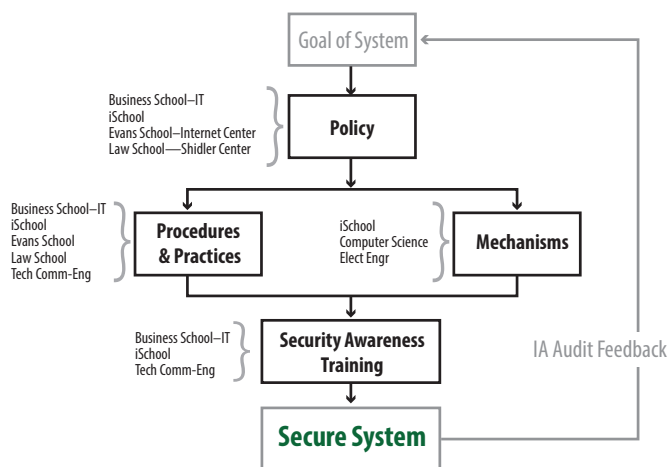 Goal of System
Business School–IT
iSchool
Evans School–Internet Center
Law School—Shidler Center
Policy
Business School–IT
iSchool
Evans School
Law School
Tech Comm-Eng
Procedures
& Practices
iSchool
Computer Science
Elect Engr
Mechanisms
Business School–IT
iSchool
Tech Comm-Eng
Security Awareness
Training
IA Audit Feedback
Secure System